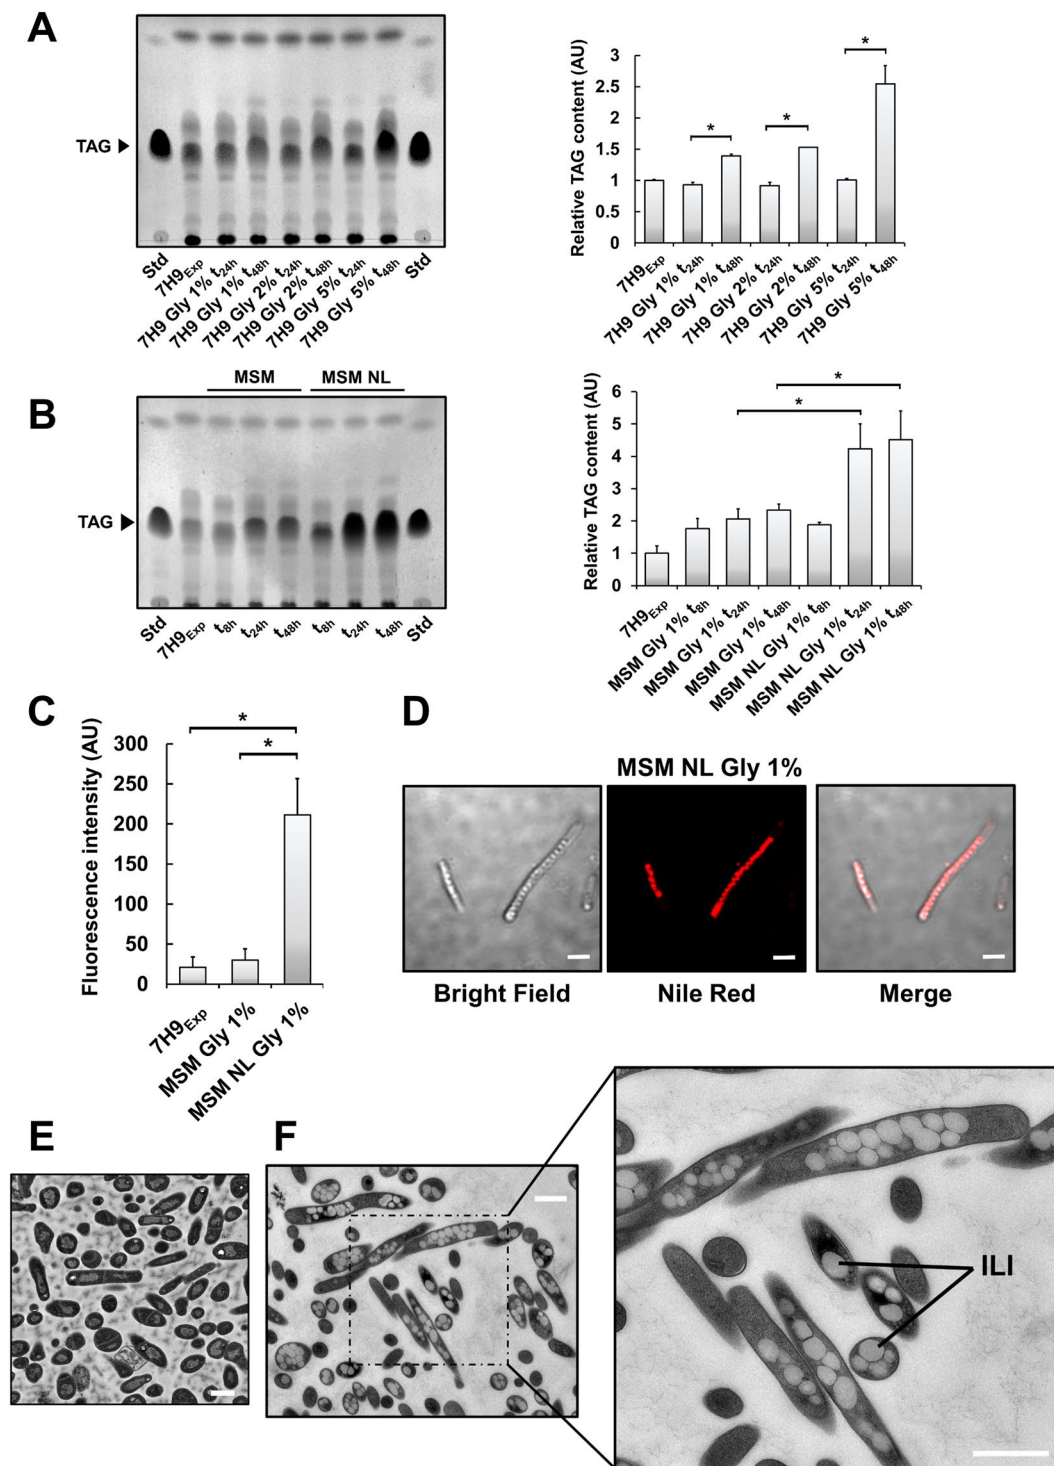 A
TAG
Std
7H9Exp
7H9 Gly 1% t24h
7H9 Gly 1% t48h
7H9 Gly 2% t24h
7H9 Gly 2% t48h
7H9 Gly 5% t24h
7H9 Gly 5% t48h
Std
Relative TAG content (AU)
3
2.5
2
1.5
1
0.5
0
*
*
*
7H9Exp
7H9 Gly 1% t24h
7H9 Gly 1% t48h
7H9 Gly 2% t24h
7H9 Gly 2% t48h
7H9 Gly 5% t24h
7H9 Gly 5% t48h
B
MSM
MSM NL
TAG
Std
7H9Exp
t8h
t24h
t48h
t8h
t24h
t48h
Std
Relative TAG content (AU)
6
5
4
3
2
1
0
*
*
7H9Exp
MSM Gly 1% t8h
MSM Gly 1% t24h
MSM Gly 1% t48h
MSM NL Gly 1% t8h
MSM NL Gly 1% t24h
MSM NL Gly 1% t48h
C
Fluorescence intensity (AU)
300
250
200
150
100
50
0
*
*
7H9Exp
MSM Gly 1%
MSM NL Gly 1%
D
MSM NL Gly 1%
Bright Field
Nile Red
Merge
E
F
ILI